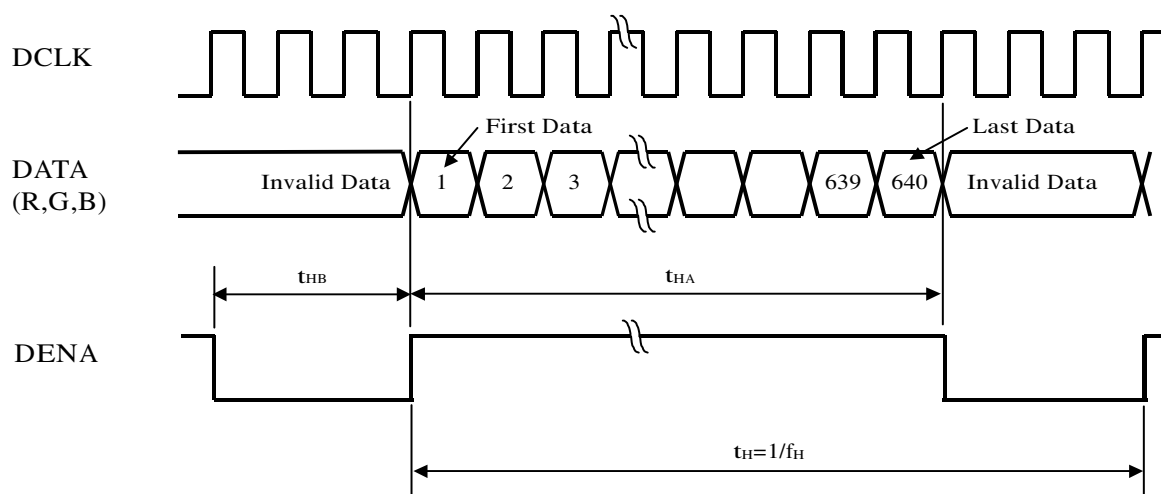 DCLK
First Data
Last Data
DATA
(R,G,B)
Invalid Data
1
2
3
639
640
Invalid Data
tHB
tHA
DENA
tH=1/fH